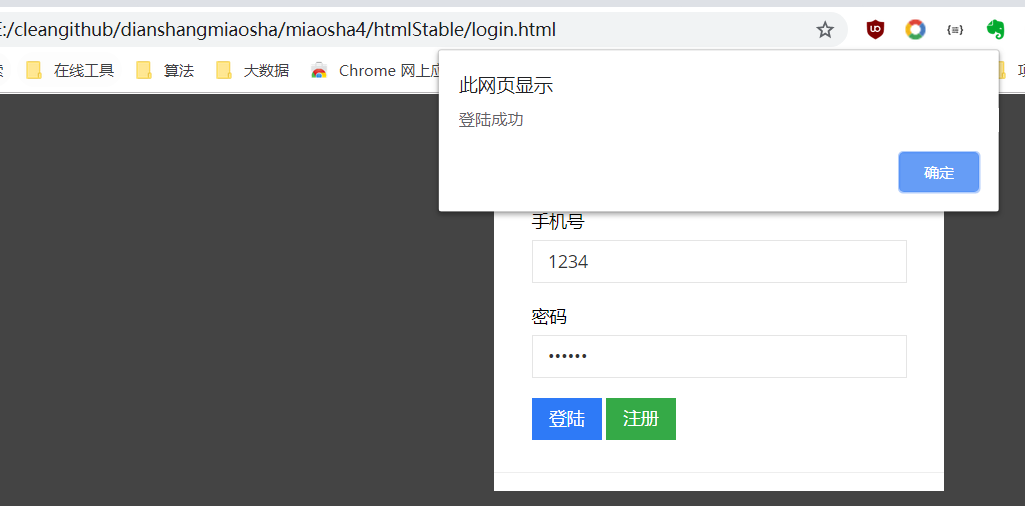 E:/cleangithub/dianshangmiaosha/miaosha4/htmlStable/login.html
在线工具 算法 大数据 Chrome 网上应
此网页显示
登陆成功
确定
手机号
1234
密码
••••••
登陆 注册